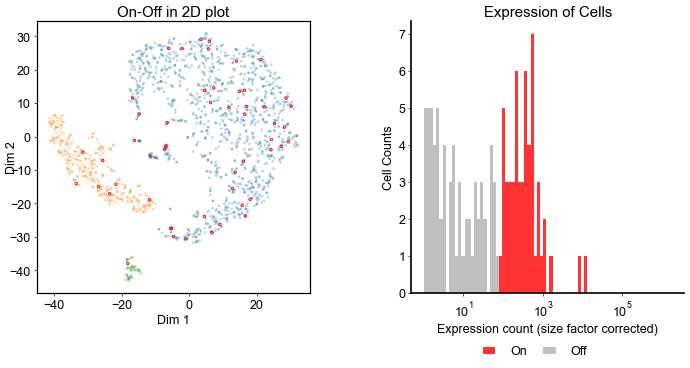 On-Off in 2D plot
30
20
10
0
−10
−20
−30
−40
Dim 2
−40
−20
0
20
Dim 1
Expression of Cells
7
6
5
4
3
2
1
0
Cell Counts
10^1
10^3
10^5
Expression count (size factor corrected)
On
Off